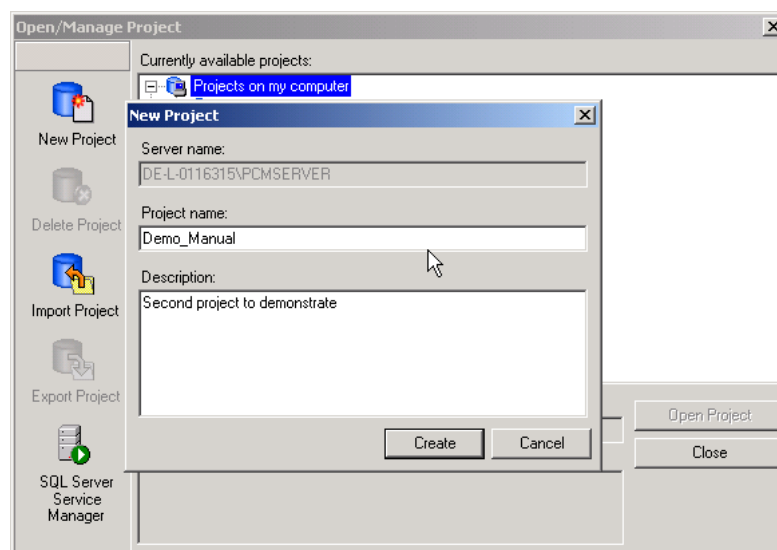 Open/Manage Project
Currently available projects:
Projects on my computer
New Project
Delete Project
Import Project
Export Project
SQL Server
Service
Manager
New Project
Server name:
DE-L-0116315\PCMSERVER
Project name:
Demo_Manual
Description:
Second project to demonstrate
Create
Cancel
Open Project
Close